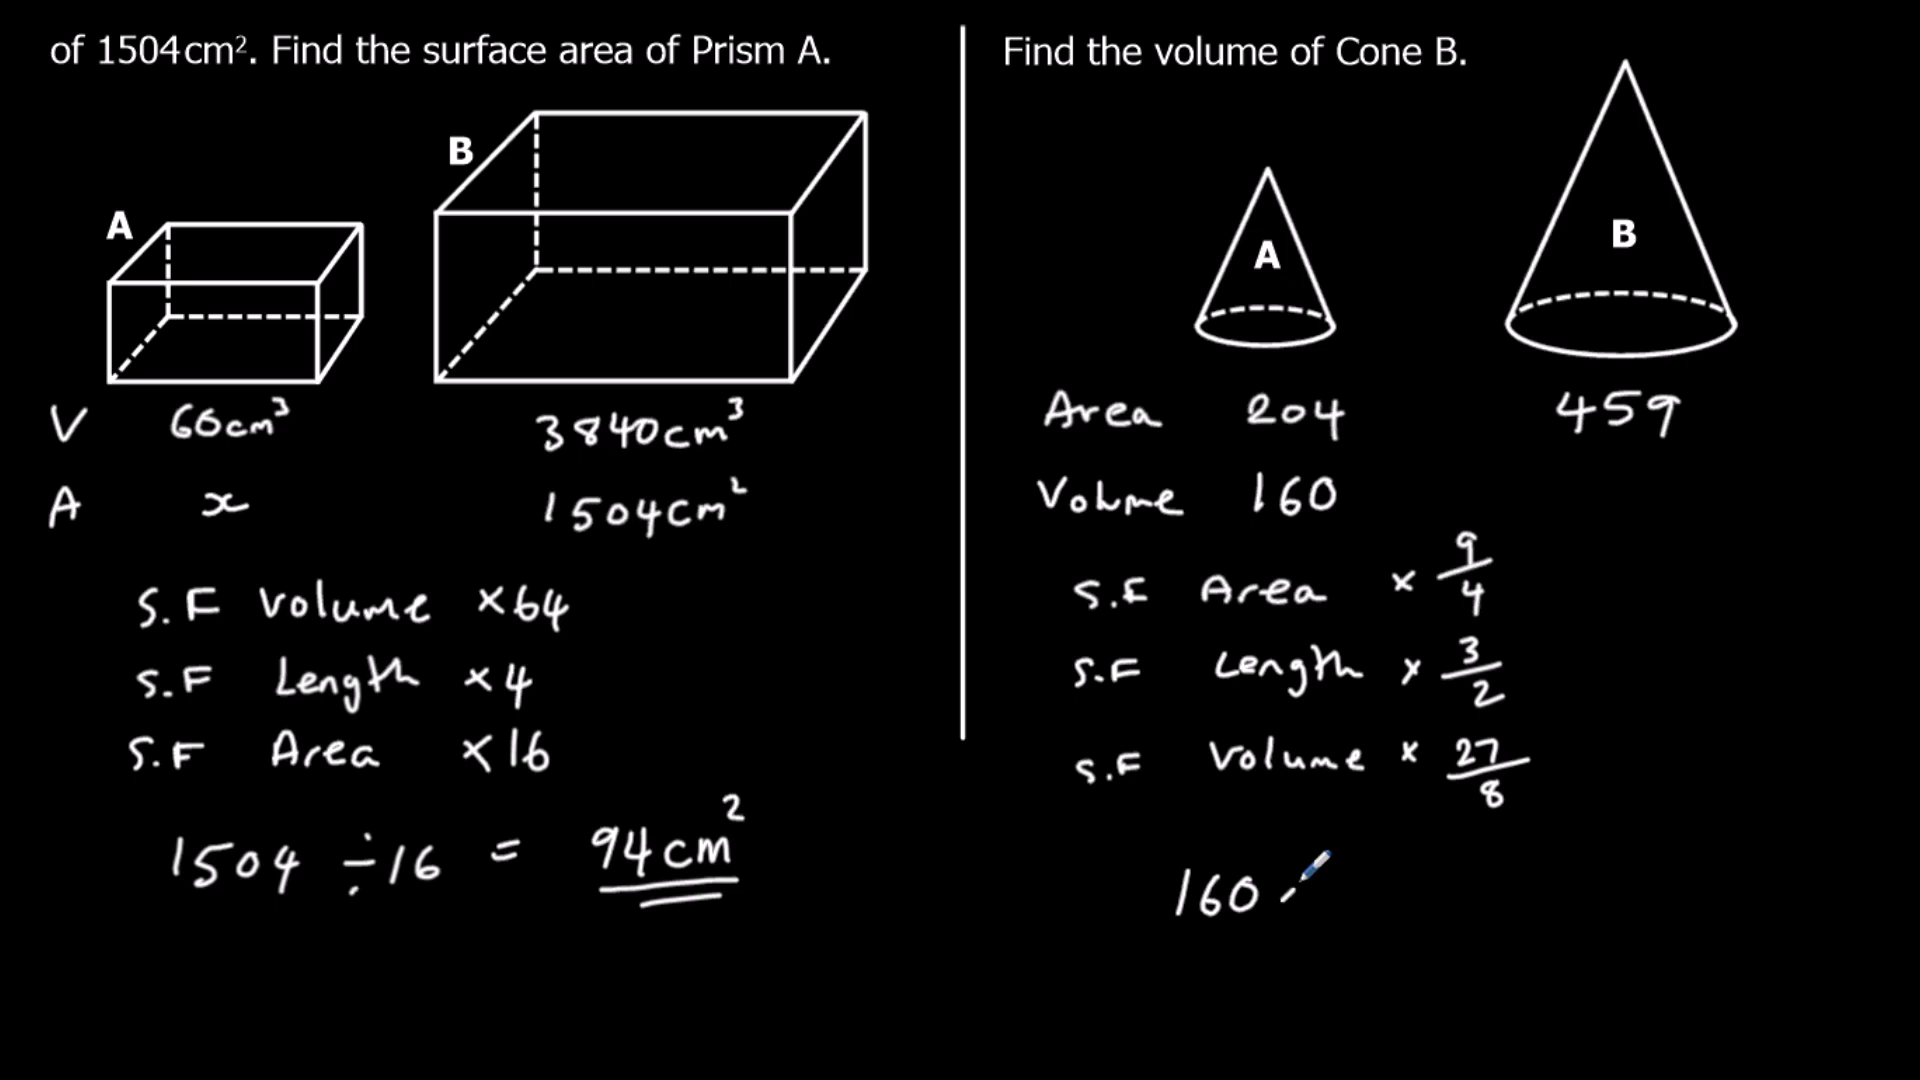 of 1504cm². Find the surface area of Prism A.
A
B
V 60cm³ 3840cm³
A x 1504cm²
S.F Volume ×64
S.F Length ×4
S.F Area ×16
1504 ÷16 = 94cm²
Find the volume of Cone B.
A
B
Area 204 459
Volume 160
S.F Area × 9/4
S.F Length × 3/2
S.F Volume × 27/8
160